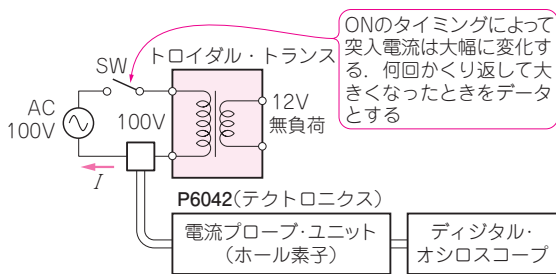 ONのタイミングによって
突入電流は大幅に変化す
る．何回かくり返して大
きくなったときをデータ
とする
トロイダル・トランス
SW
AC
100V
100V
12V
無負荷
I
P6042(テクトロニクス)
電流プローブ・ユニット
(ホール素子)
ディジタル・
オシロスコープ